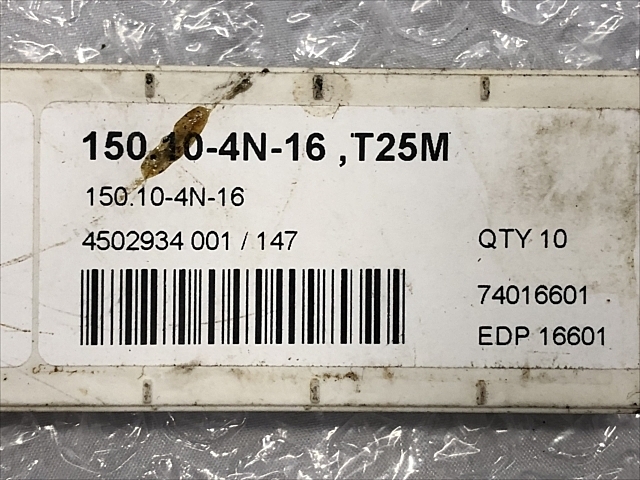 150.10-4N-16 ,T25M
150.10-4N-16
4502934 001 / 147
QTY 10
74016601
EDP 16601